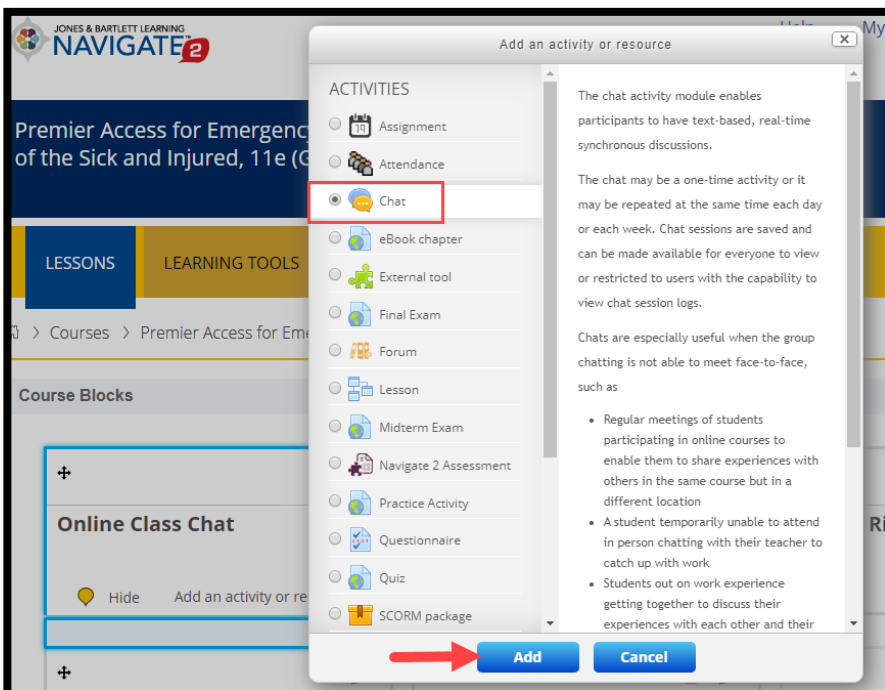 JONES & BARTLETT LEARNING
NAVIGATE 2
Help
My
Premier Access for Emergenc
of the Sick and Injured, 11e (G
LESSONS
LEARNING TOOLS
> Courses > Premier Access for Eme
Course Blocks
Online Class Chat
Hide
Add an activity or re
Ri
Add an activity or resource
x
ACTIVITIES
19
Assignment
Attendance
Chat
eBook chapter
External tool
Final Exam
Forum
Lesson
Midterm Exam
Navigate 2 Assessment
Practice Activity
Questionnaire
Quiz
SCORM package
The chat activity module enables
participants to have text-based, real-time
synchronous discussions.
The chat may be a one-time activity or it
may be repeated at the same time each day
or each week. Chat sessions are saved and
can be made available for everyone to view
or restricted to users with the capability to
view chat session logs.
Chats are especially useful when the group
chatting is not able to meet face-to-face,
such as
• Regular meetings of students
participating in online courses to
enable them to share experiences with
others in the same course but in a
different location
• A student temporarily unable to attend
in person chatting with their teacher to
catch up with work
• Students out on work experience
getting together to discuss their
experiences with each other and their
Add
Cancel